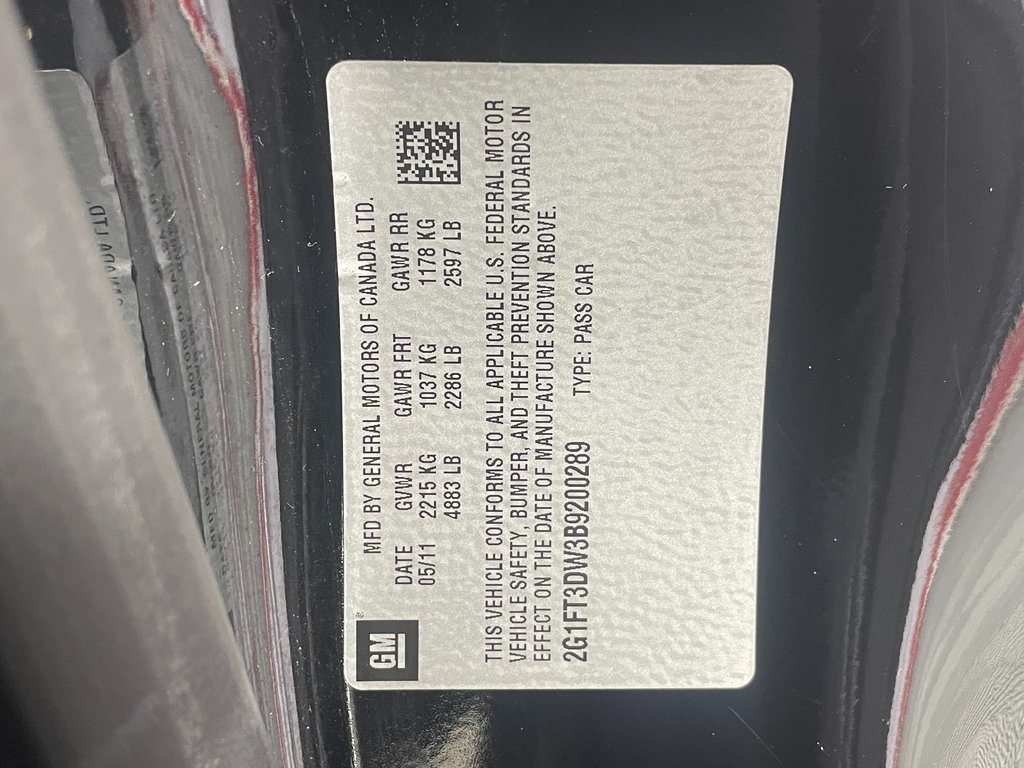 GM
MFD BY GENERAL MOTORS OF CANADA LTD.
DATE GVWR GAWR FRT GAWR RR
05/11 2215 KG 1037 KG 1178 KG
4883 LB 2286 LB 2597 LB
THIS VEHICLE CONFORMS TO ALL APPLICABLE U.S. FEDERAL MOTOR
VEHICLE SAFETY, BUMPER, AND THEFT PREVENTION STANDARDS IN
EFFECT ON THE DATE OF MANUFACTURE SHOWN ABOVE.
2G1FT3DW3B9200289 TYPE: PASS CAR